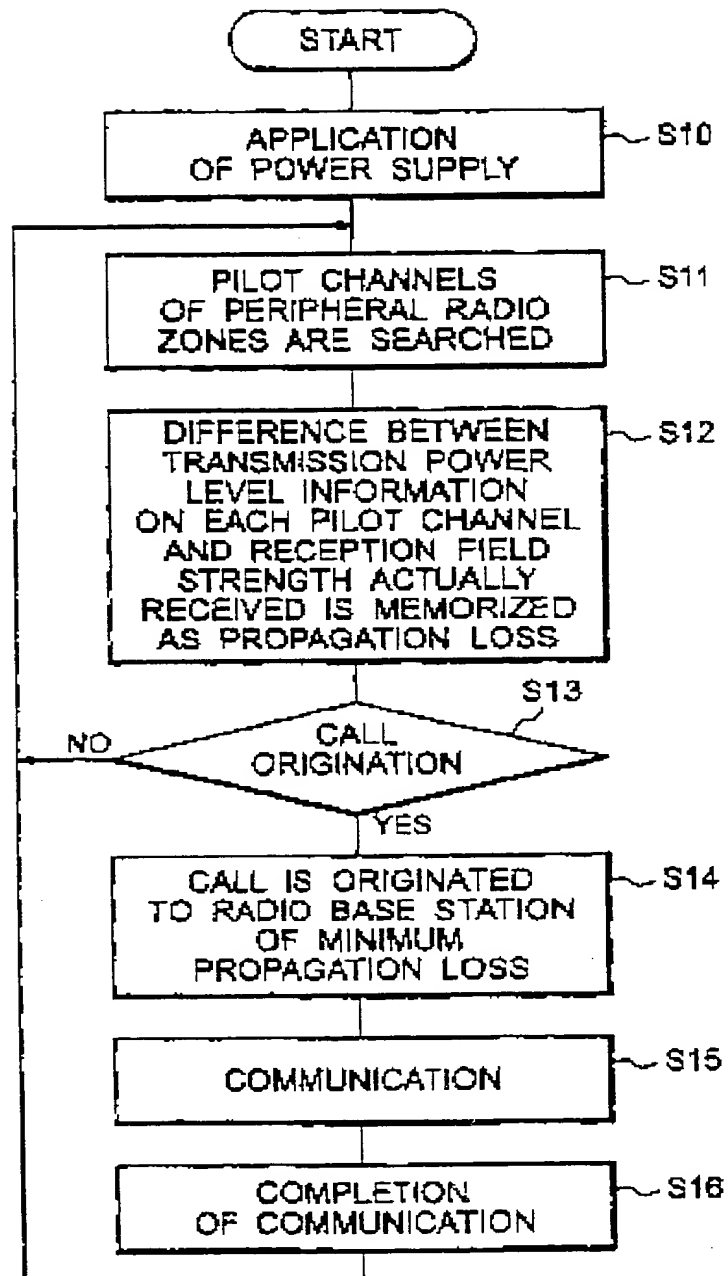 START
APPLICATION
OF POWER SUPPLY
S10
PILOT CHANNELS
OF PERIPHERAL RADIO
ZONES ARE SEARCHED
S11
DIFFERENCE BETWEEN
TRANSMISSION POWER
LEVEL INFORMATION
ON EACH PILOT CHANNEL
AND RECEPTION FIELD
STRENGTH ACTUALLY
RECEIVED IS MEMORIZED
AS PROPAGATION LOSS
S12
S13
CALL
ORIGINATION
NO
YES
CALL IS ORIGINATED
TO RADIO BASE STATION
OF MINIMUM
PROPAGATION LOSS
S14
COMMUNICATION
S15
COMPLETION
OF COMMUNICATION
S16